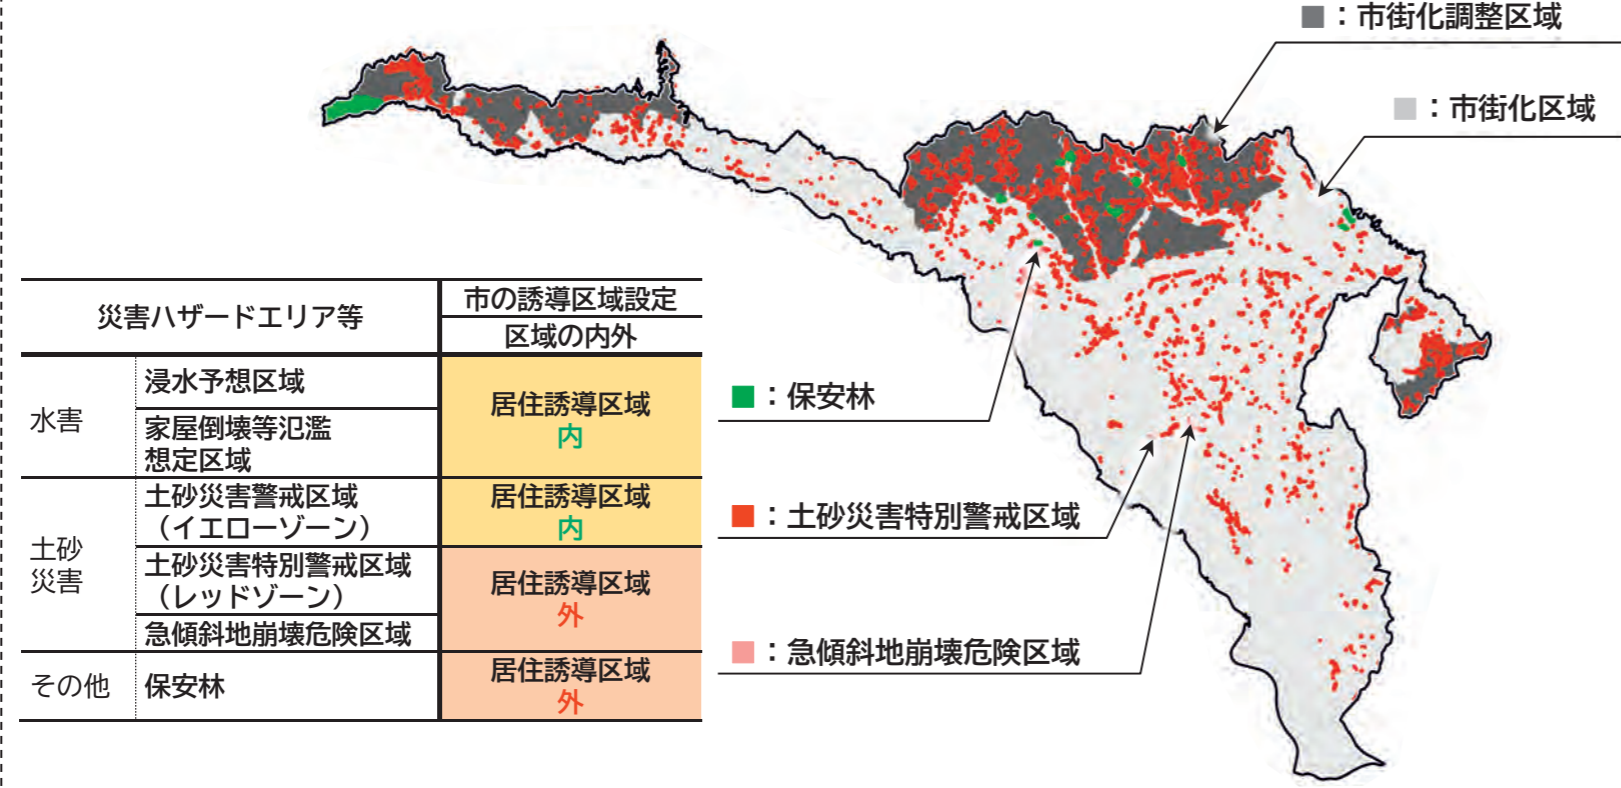 ■：市街化調整区域
■：市街化区域
災害ハザードエリア等
市の誘導区域設定
区域の内外
水害
浸水予想区域
家屋倒壊等氾濫
想定区域
居住誘導区域
内
土砂
災害
土砂災害警戒区域
（イエローゾーン）
居住誘導区域
内
土砂災害特別警戒区域
（レッドゾーン）
急傾斜地崩壊危険区域
居住誘導区域
外
その他
保安林
居住誘導区域
外
■：保安林
■：土砂災害特別警戒区域
■：急傾斜地崩壊危険区域